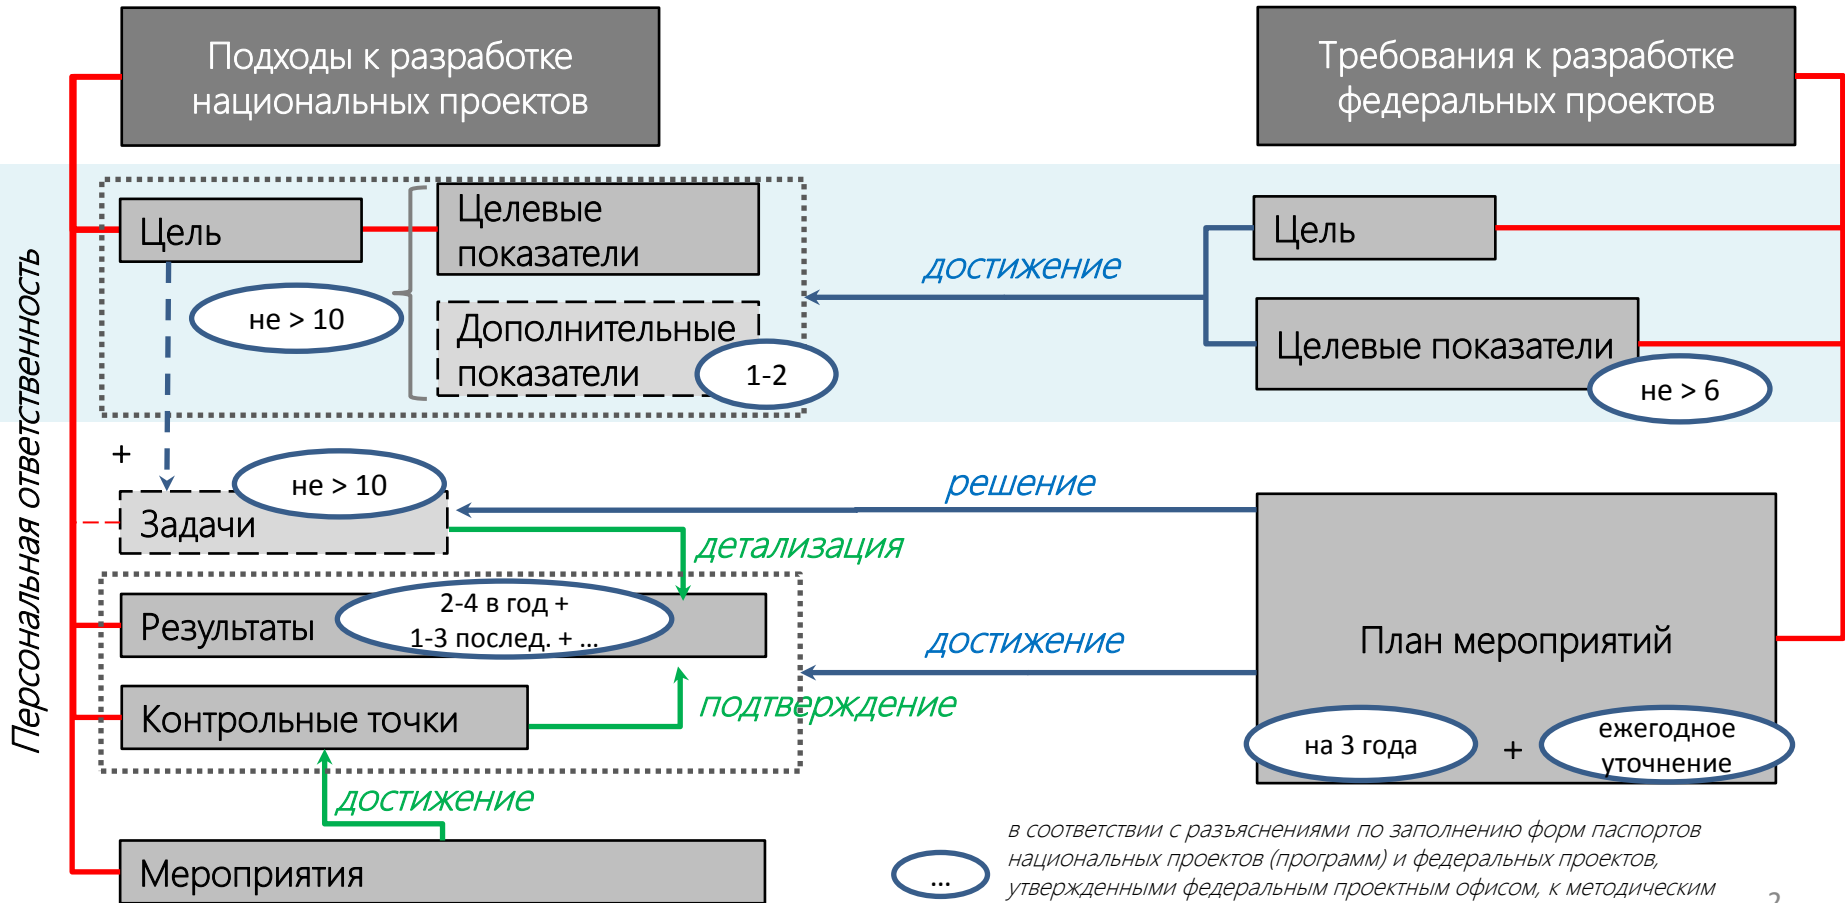 Подходы к разработке
национальных проектов
Требования к разработке
федеральных проектов
Персональная ответственность
Цель
Целевые
показатели
не > 10
Дополнительные
показатели
1-2
достижение
Цель
Целевые показатели
не > 6
+
не > 10
Задачи
решение
детализация
Результаты
2-4 в год +
1-3 послед. + ...
достижение
План мероприятий
Контрольные точки
подтверждение
на 3 года
+
ежегодное
уточнение
достижение
Мероприятия
...
в соответствии с разъяснениями по заполнению форм паспортов
национальных проектов (программ) и федеральных проектов,
утвержденными федеральным проектным офисом, к методическим
2